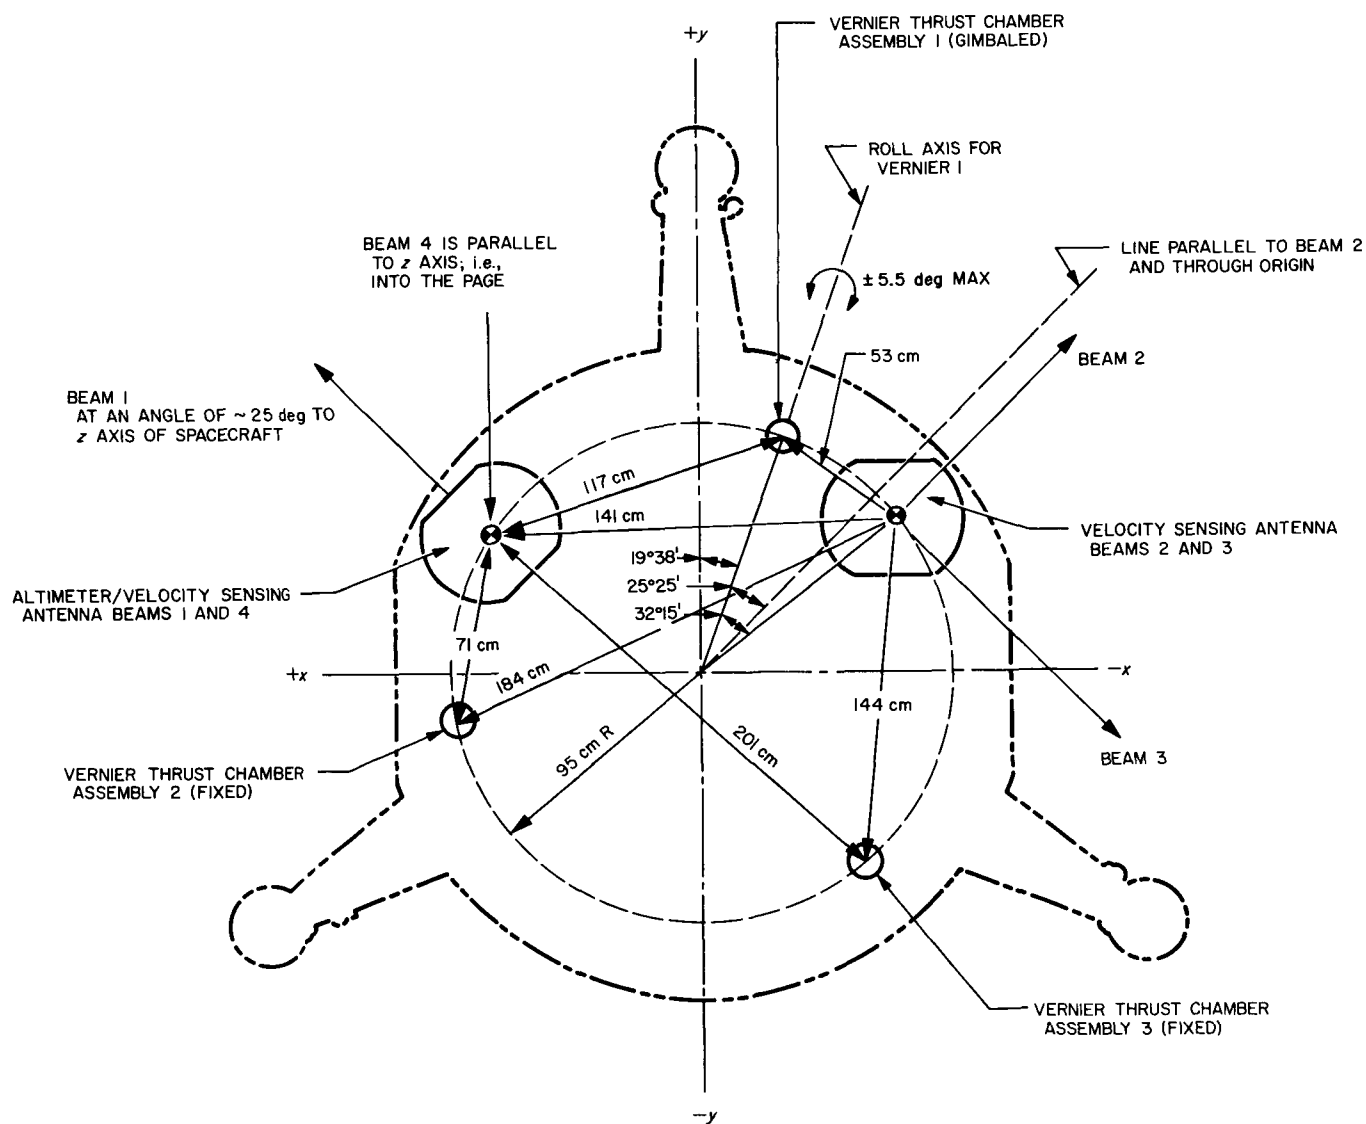 VERNIER THRUST CHAMBER
ASSEMBLY 1 (GIMBALED)
+y
ROLL AXIS FOR
VERNIER 1
BEAM 4 IS PARALLEL
TO z AXIS; i.e.,
INTO THE PAGE
LINE PARALLEL TO BEAM 2
AND THROUGH ORIGIN
± 5.5 deg MAX
53 cm
BEAM 2
BEAM 1
AT AN ANGLE OF ~ 25 deg TO
z AXIS OF SPACECRAFT
117 cm
141 cm
VELOCITY SENSING ANTENNA
BEAMS 2 AND 3
19°38'
25°25'
32°15'
ALTIMETER/VELOCITY SENSING
ANTENNA BEAMS 1 AND 4
71 cm
184 cm
+x
−x
144 cm
201 cm
95 cm R
BEAM 3
VERNIER THRUST CHAMBER
ASSEMBLY 2 (FIXED)
VERNIER THRUST CHAMBER
ASSEMBLY 3 (FIXED)
−y